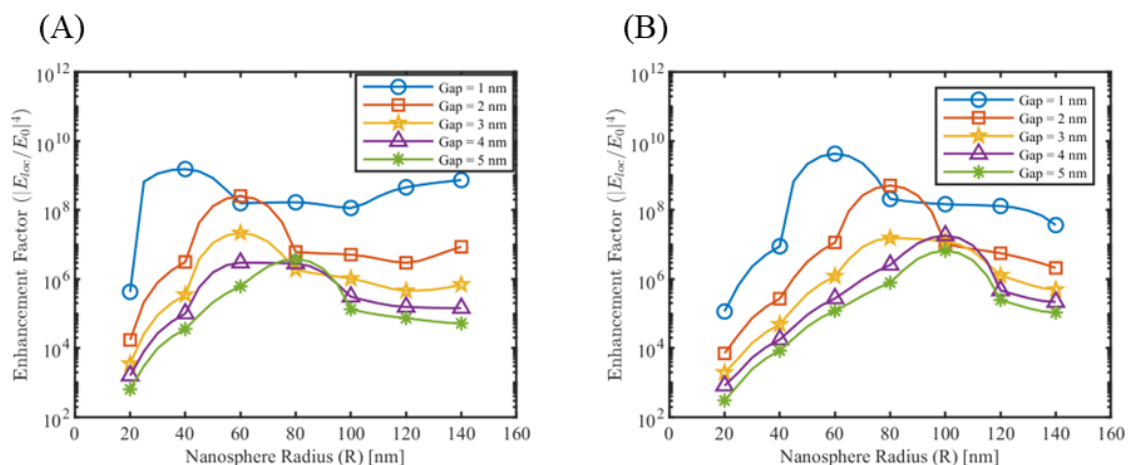 (A)
10^12
10^10
10^8
10^6
10^4
10^2
Enhancement Factor (|E_loc/E_0|^4)
0 20 40 60 80 100 120 140 160
Nanosphere Radius (R) [nm]
Gap = 1 nm
Gap = 2 nm
Gap = 3 nm
Gap = 4 nm
Gap = 5 nm
(B)
10^12
10^10
10^8
10^6
10^4
10^2
Enhancement Factor (|E_loc/E_0|^4)
0 20 40 60 80 100 120 140 160
Nanosphere Radius (R) [nm]
Gap = 1 nm
Gap = 2 nm
Gap = 3 nm
Gap = 4 nm
Gap = 5 nm